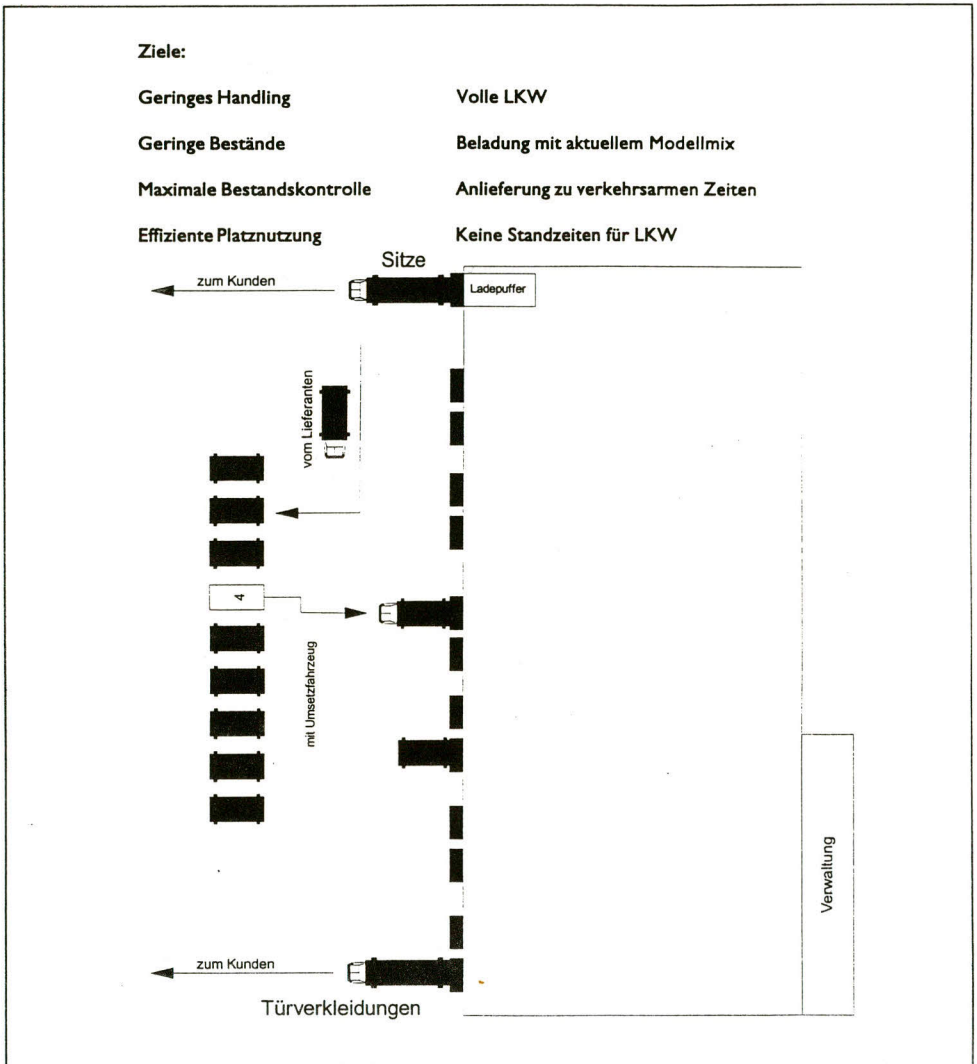 Ziele:
Geringes Handling Volle LKW
Geringe Bestände Beladung mit aktuellem Modellmix
Maximale Bestandskontrolle Anlieferung zu verkehrsarmen Zeiten
Effiziente Platznutzung Keine Standzeiten für LKW
Sitze
zum Kunden
Ladepuffer
vom Lieferanten
4
mit Umsetzfahrzeug
Verwaltung
zum Kunden
Türverkleidungen